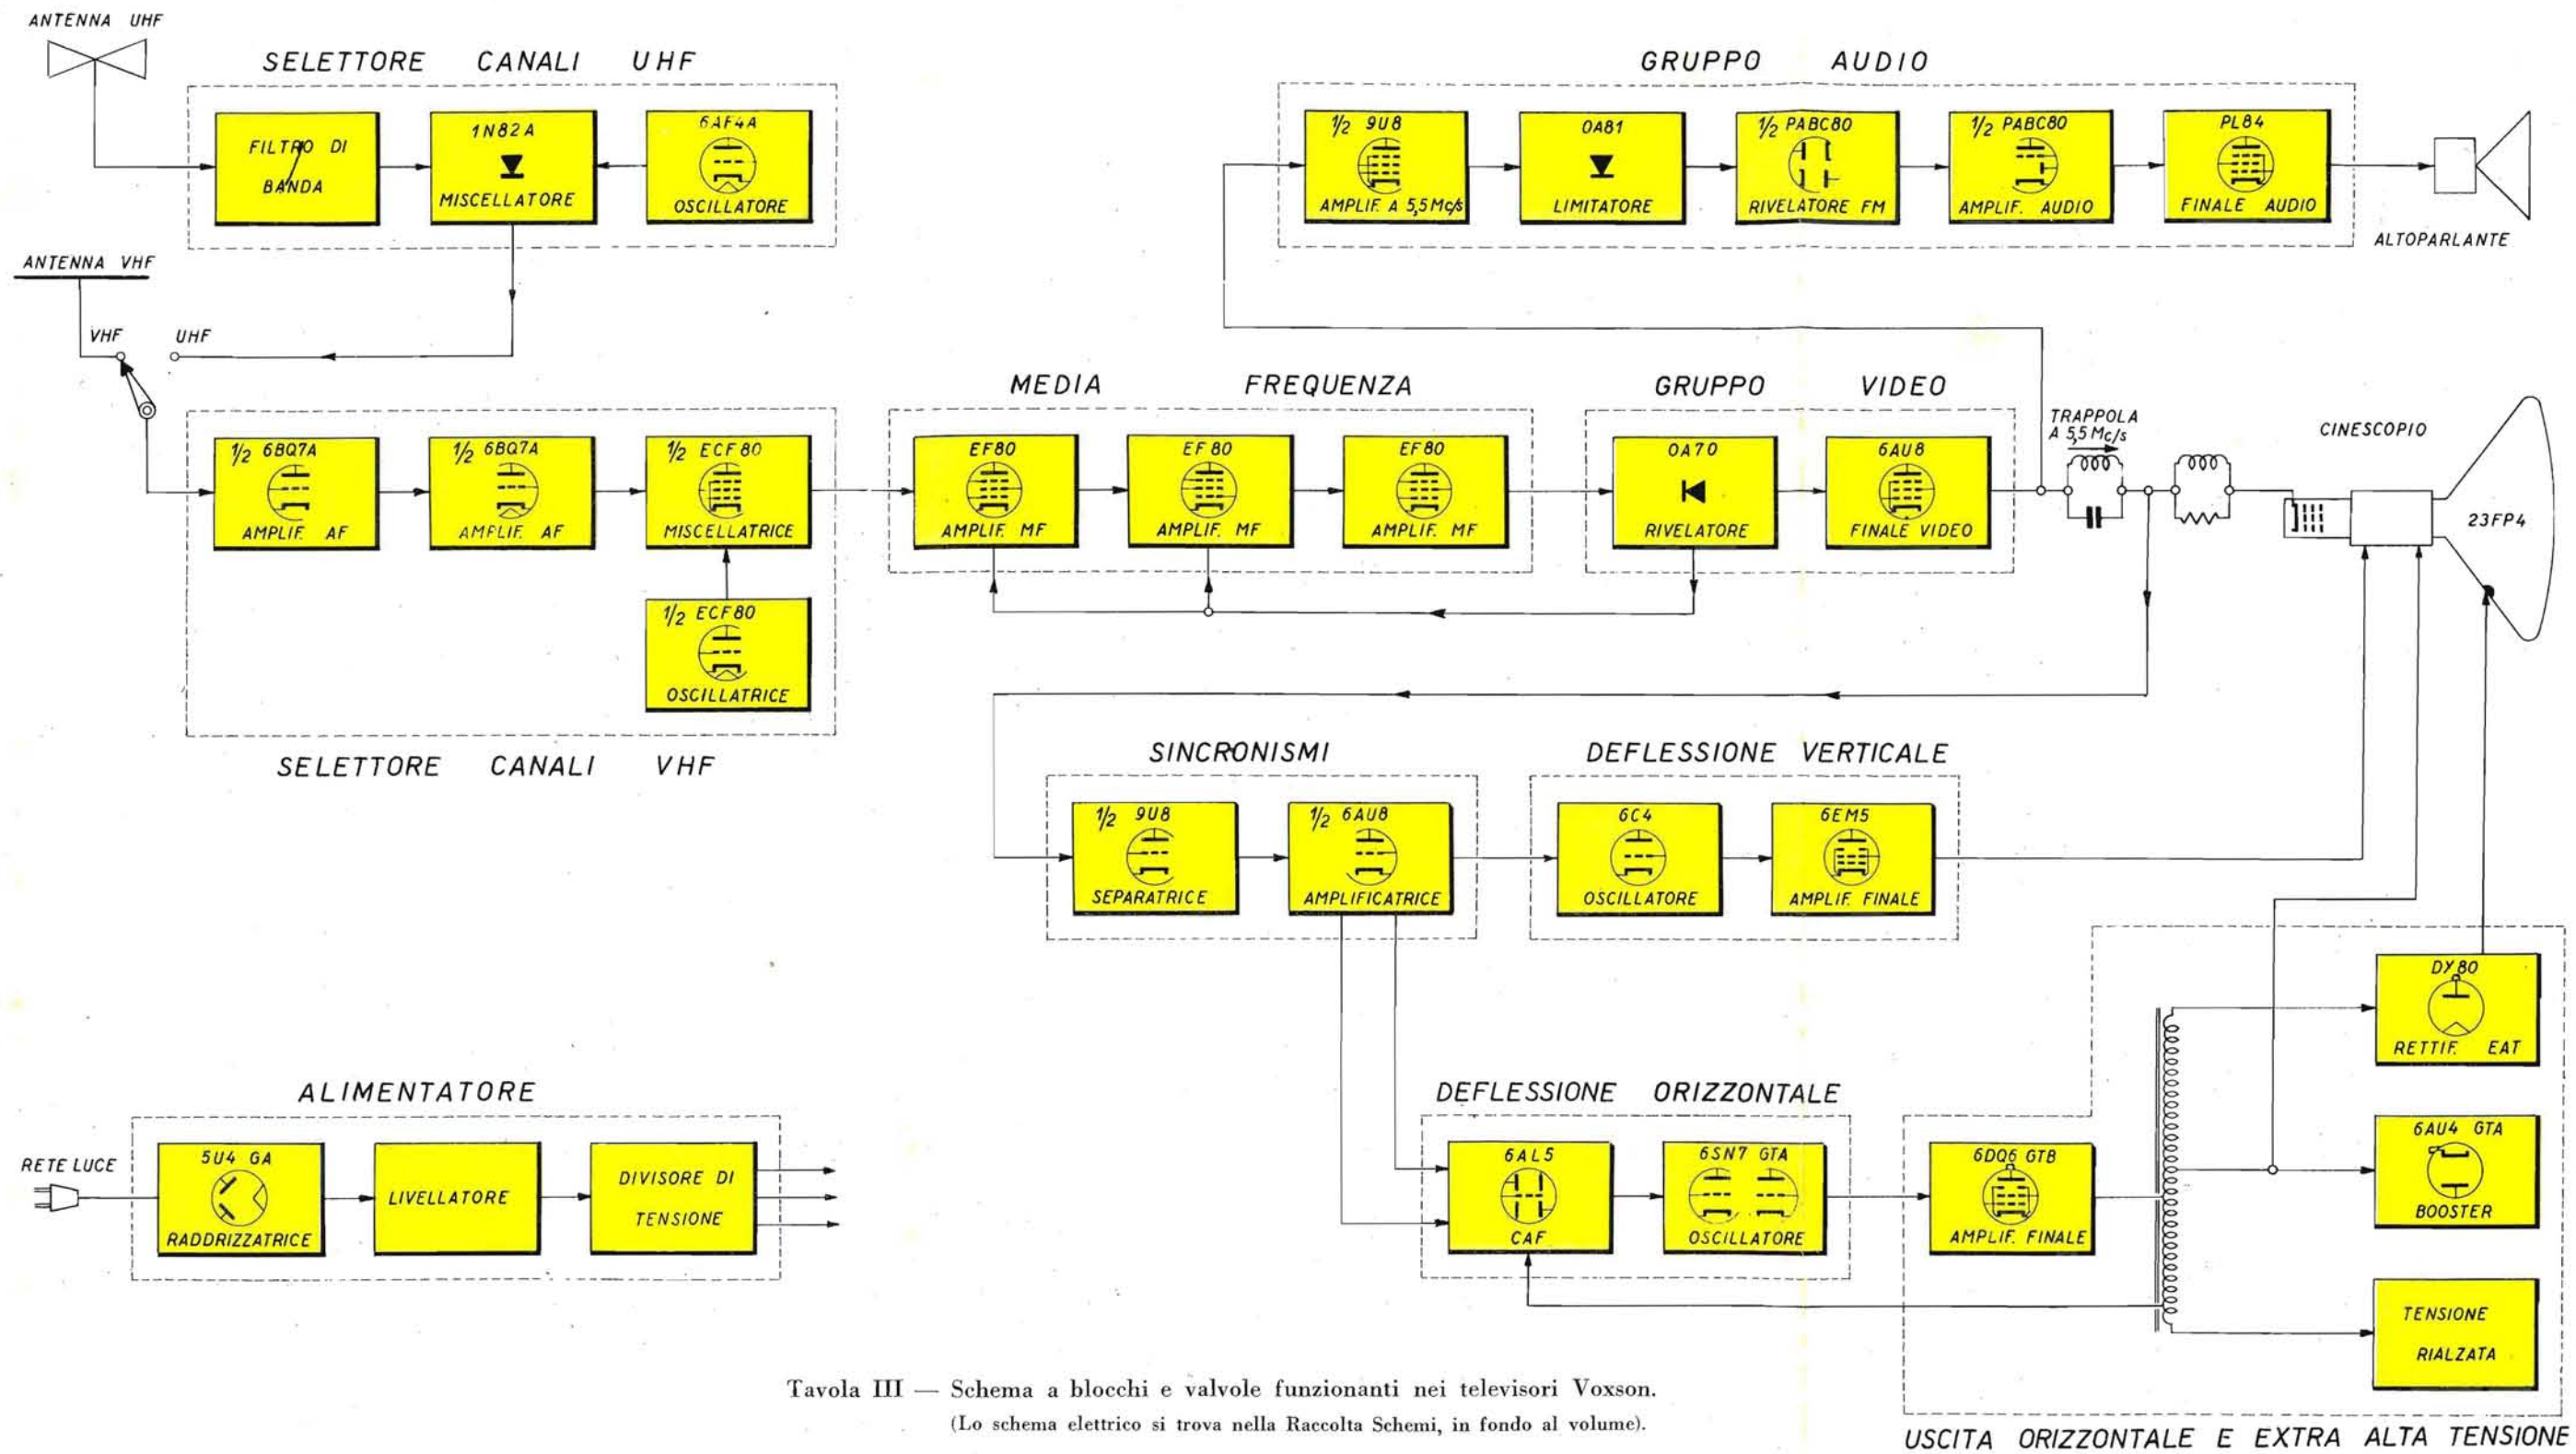 ANTENNA UHF
SELETTORE CANALI UHF
FILTRO DI
BANDA
1N82A
MISCELLATORE
6AF4A
OSCILLATORE
GRUPPO AUDIO
1/2 9U8
AMPLIF. A 5,5 Mc/s
OA81
LIMITATORE
1/2 PABC80
RIVELATORE FM
1/2 PABC80
AMPLIF. AUDIO
PL84
FINALE AUDIO
ALTOPARLANTE
ANTENNA VHF
VHF
UHF
1/2 6BQ7A
AMPLIF. AF
1/2 6BQ7A
AMPLIF. AF
1/2 ECF80
MISCELLATRICE
1/2 ECF80
OSCILLATRICE
SELETTORE CANALI VHF
MEDIA FREQUENZA
EF80
AMPLIF. MF
EF80
AMPLIF. MF
EF80
AMPLIF. MF
GRUPPO VIDEO
OA70
RIVELATORE
6AU8
FINALE VIDEO
TRAPPOLA
A 5,5 Mc/s
CINESCOPIO
23FP4
SINCRONISMI
1/2 9U8
SEPARATRICE
1/2 6AU8
AMPLIFICATRICE
DEFLESSIONE VERTICALE
6C4
OSCILLATORE
6EM5
AMPLIF. FINALE
ALIMENTATORE
RETE LUCE
5U4 GA
RADDRIZZATRICE
LIVELLATORE
DIVISORE DI
TENSIONE
DEFLESSIONE ORIZZONTALE
6AL5
CAF
6SN7 GTA
OSCILLATORE
6DQ6 GTB
AMPLIF. FINALE
DY80
RETTIF. EAT
6AU4 GTA
BOOSTER
TENSIONE
RIALZATA
USCITA ORIZZONTALE E EXTRA ALTA TENSIONE
Tavola III — Schema a blocchi e valvole funzionanti nei televisori Voxson.
(Lo schema elettrico si trova nella Raccolta Schemi, in fondo al volume).